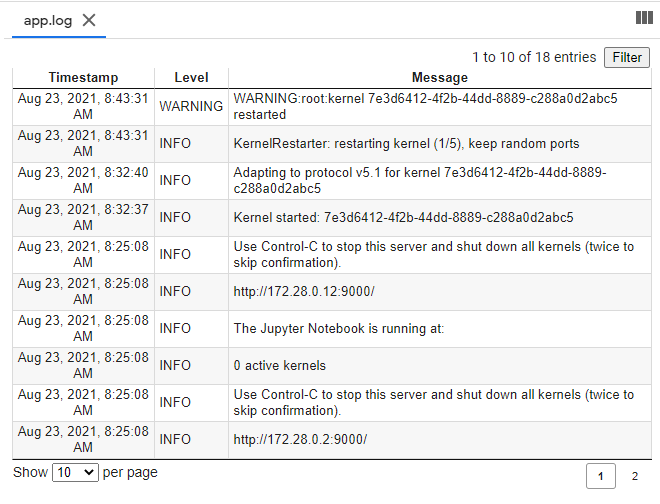 app.log
1 to 10 of 18 entries Filter
Timestamp Level Message
Aug 23, 2021, 8:43:31 AM WARNING WARNING:root:kernel 7e3d6412-4f2b-44dd-8889-c288a0d2abc5 restarted
Aug 23, 2021, 8:43:31 AM INFO KernelRestarter: restarting kernel (1/5), keep random ports
Aug 23, 2021, 8:32:40 AM INFO Adapting to protocol v5.1 for kernel 7e3d6412-4f2b-44dd-8889-c288a0d2abc5
Aug 23, 2021, 8:32:37 AM INFO Kernel started: 7e3d6412-4f2b-44dd-8889-c288a0d2abc5
Aug 23, 2021, 8:25:08 AM INFO Use Control-C to stop this server and shut down all kernels (twice to skip confirmation).
Aug 23, 2021, 8:25:08 AM INFO http://172.28.0.12:9000/
Aug 23, 2021, 8:25:08 AM INFO The Jupyter Notebook is running at:
Aug 23, 2021, 8:25:08 AM INFO 0 active kernels
Aug 23, 2021, 8:25:08 AM INFO Use Control-C to stop this server and shut down all kernels (twice to skip confirmation).
Aug 23, 2021, 8:25:08 AM INFO http://172.28.0.2:9000/
Show 10 per page 1 2